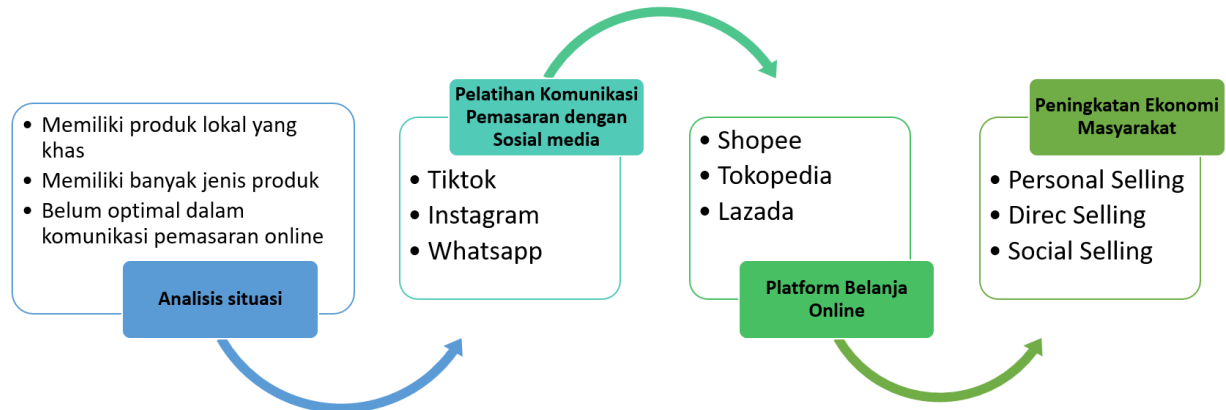 • Memiliki produk lokal yang
khas
• Memiliki banyak jenis produk
• Belum optimal dalam
komunikasi pemasaran online
Analisis situasi
Pelatihan Komunikasi
Pemasaran dengan
Sosial media
• Tiktok
• Instagram
• Whatsapp
• Shopee
• Tokopedia
• Lazada
Platform Belanja
Online
Peningkatan Ekonomi
Masyarakat
• Personal Selling
• Direc Selling
• Social Selling